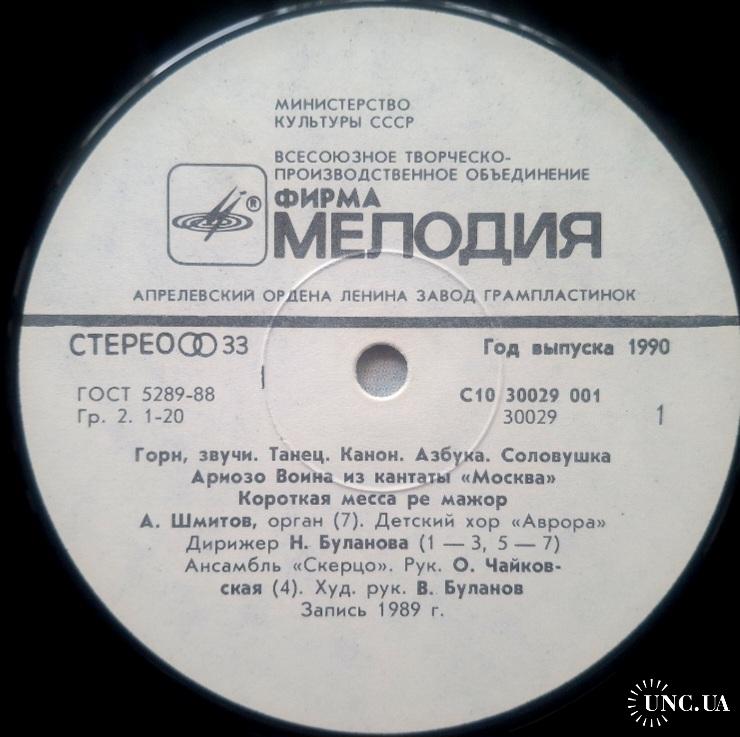 МИНИСТЕРСТВО
КУЛЬТУРЫ СССР
ВСЕСОЮЗНОЕ ТВОРЧЕСКО-
ПРОИЗВОДСТВЕННОЕ ОБЪЕДИНЕНИЕ
®
ФИРМА
МЕЛОДИЯ
АПРЕЛЕВСКИЙ ОРДЕНА ЛЕНИНА ЗАВОД ГРАМПЛАСТИНОК
СТЕРЕО 33
Год выпуска 1990
ГОСТ 5289-88
С10 30029 001
Гр. 2. 1-20
30029
1
Горн, звучи. Танец. Канон. Азбука. Соловушка
Ариозо Воина из кантаты «Москва»
Короткая месса ре мажор
А. Шмитов, орган (7). Детский хор «Аврора»
Дирижер Н. Буланова (1 — 3, 5 — 7)
Ансамбль «Скерцо». Рук. О. Чайков-
ская (4). Худ. рук. В. Буланов
Запись 1989 г.
UNC.UA